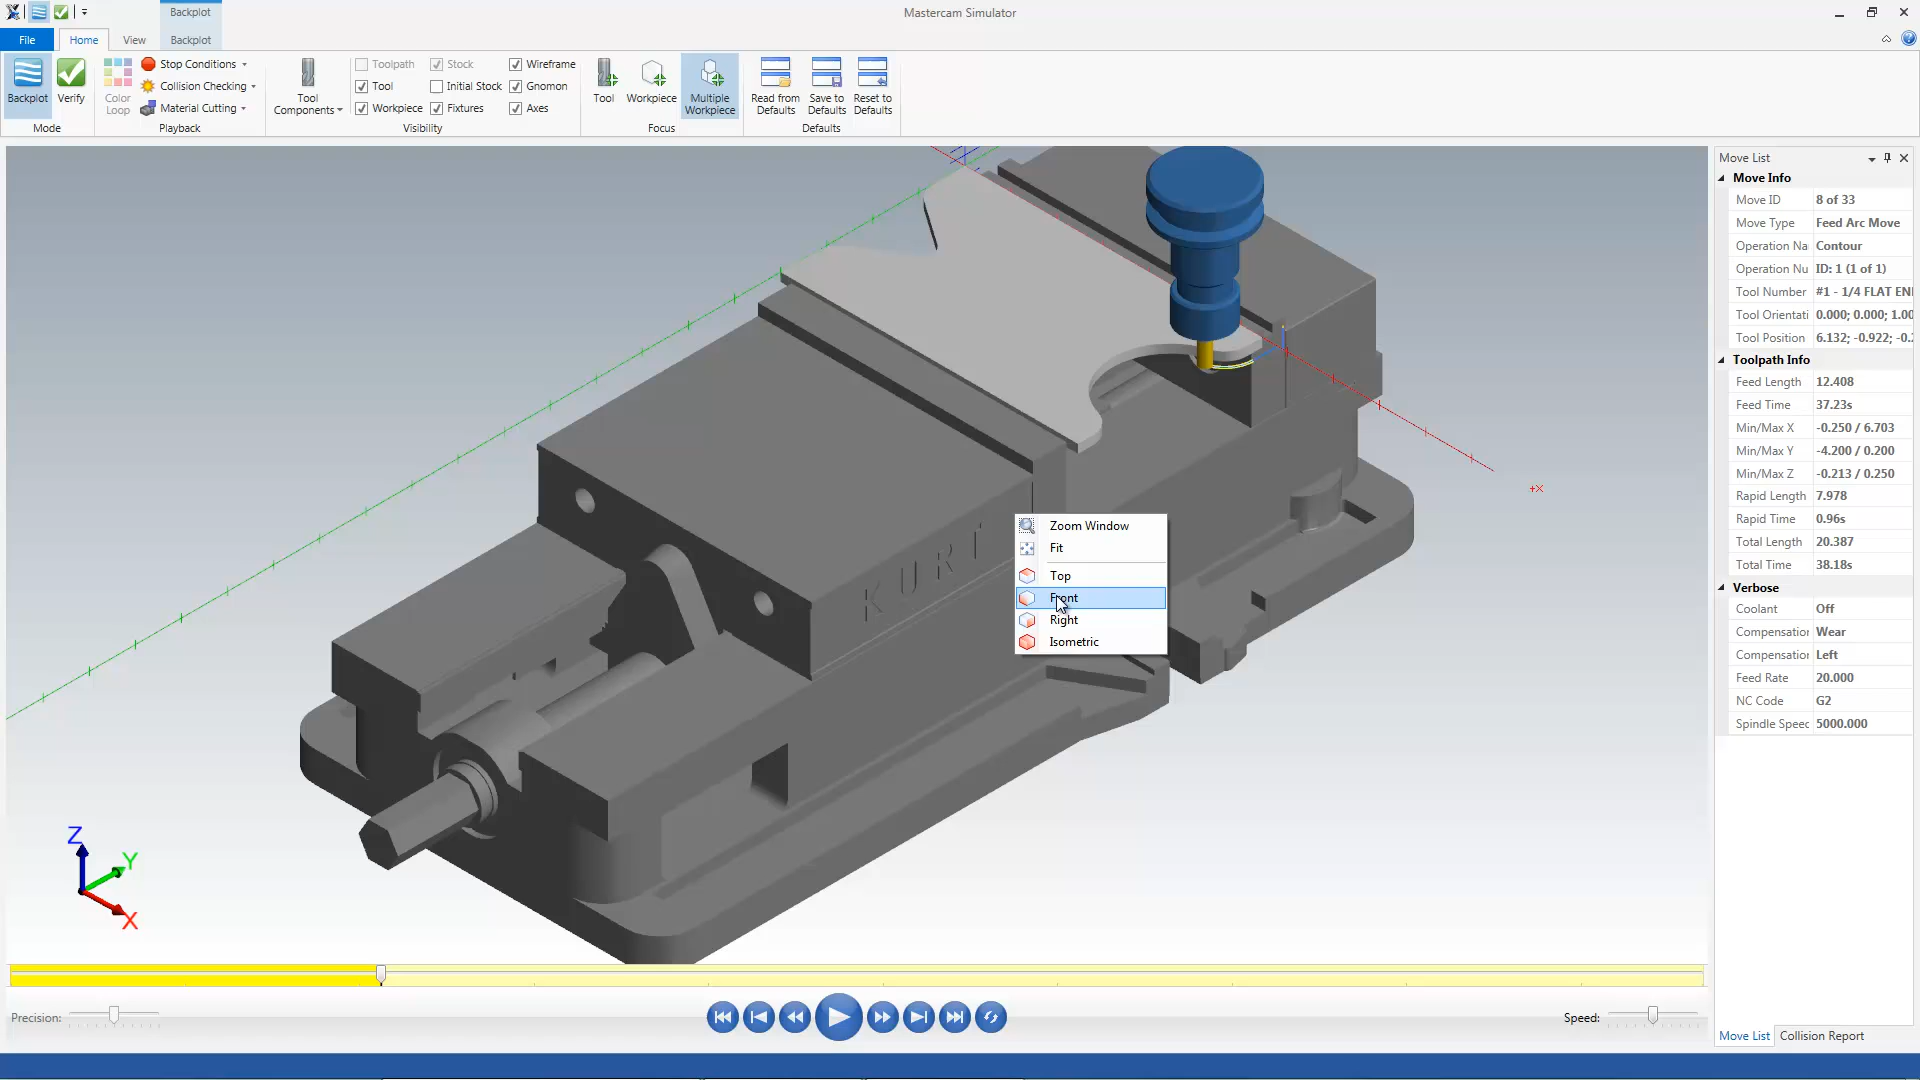 Backplot
Mastercam Simulator
File
Home
View
Backplot
Backplot
Verify
Mode
Color Loop
Stop Conditions
Collision Checking
Material Cutting
Playback
Tool Components
Toolpath
Stock
Wireframe
Tool
Initial Stock
Gnomon
Workpiece
Fixtures
Axes
Visibility
Tool
Workpiece
Multiple Workpiece
Focus
Read from Defaults
Save to Defaults
Reset to Defaults
Defaults
Move List
Move Info
Move ID 8 of 33
Move Type Feed Arc Move
Operation Na Contour
Operation Nu ID: 1 (1 of 1)
Tool Number #1 - 1/4 FLAT EN
Tool Orientati 0.000; 0.000; 1.00
Tool Position 6.132; -0.922; -0.2
Toolpath Info
Feed Length 12.408
Feed Time 37.23s
Min/Max X -0.250 / 6.703
Min/Max Y -4.200 / 0.200
Min/Max Z -0.213 / 0.250
Rapid Length 7.978
Rapid Time 0.96s
Total Length 20.387
Total Time 38.18s
Verbose
Coolant Off
Compensation Wear
Compensation Left
Feed Rate 20.000
NC Code G2
Spindle Speed 5000.000
+X
KURT
Zoom Window
Fit
Top
Front
Right
Isometric
Z
Y
X
Precision:
Speed:
Move List
Collision Report